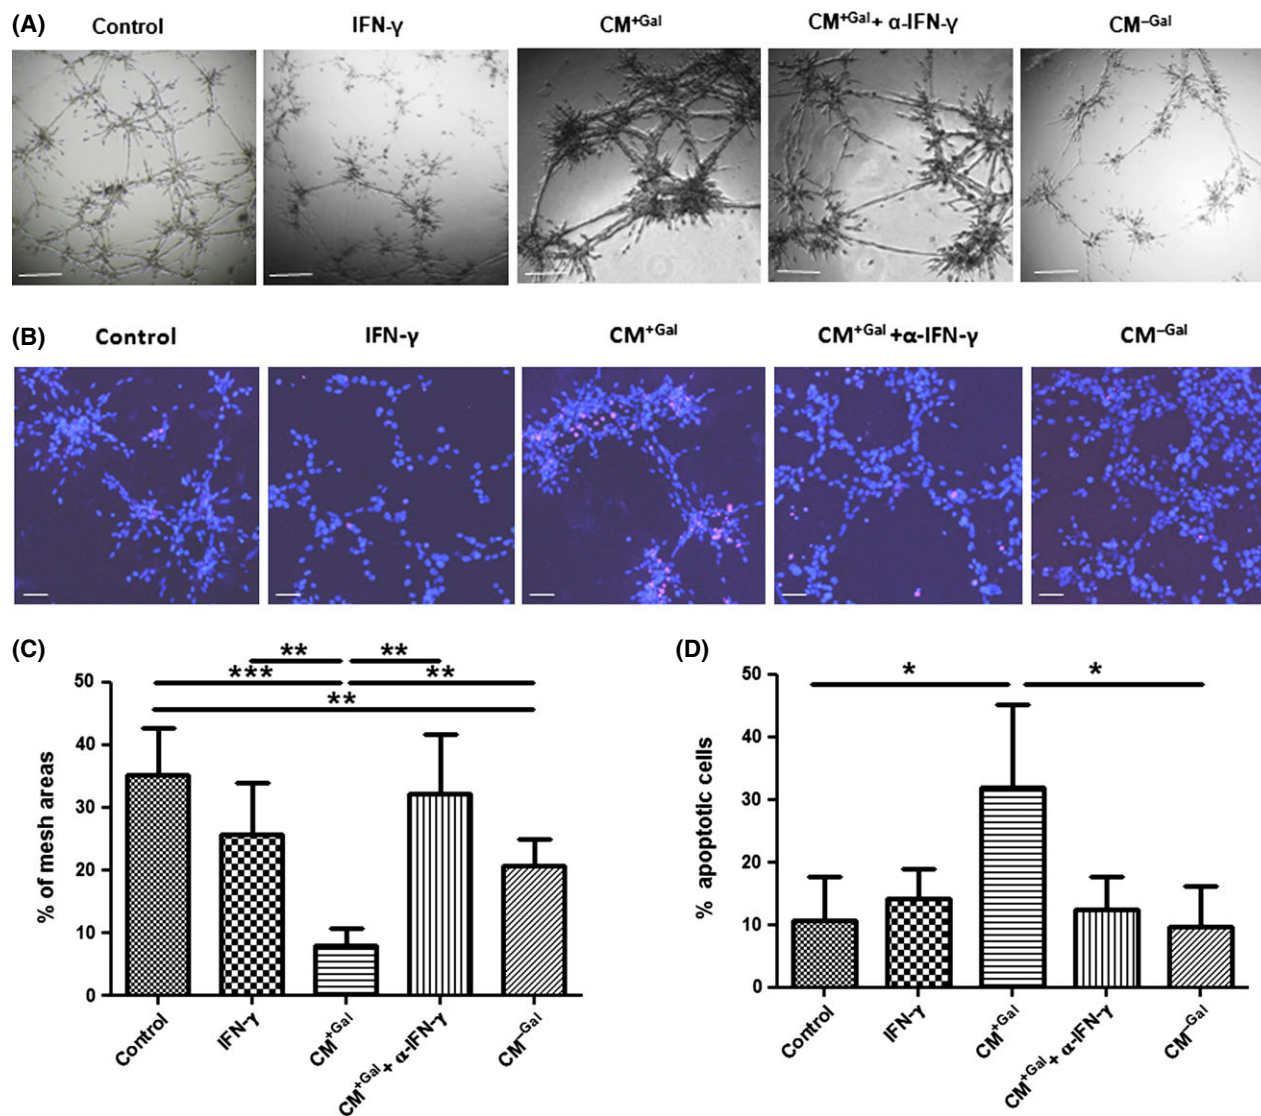 (A) Control IFN-γ CM+Gal CM+Gal + α-IFN-γ CM–Gal
(B) Control IFN-γ CM+Gal CM+Gal +α-IFN-γ CM–Gal
(C)
** **
*** **
**
% of mesh areas
50
40
30
20
10
0
Control IFN-γ CM+Gal CM+Gal + α-IFN-γ CM–Gal
(D)
* *
% apoptotic cells
50
40
30
20
10
0
Control IFN-γ CM+Gal CM+Gal + α-IFN-γ CM–Gal